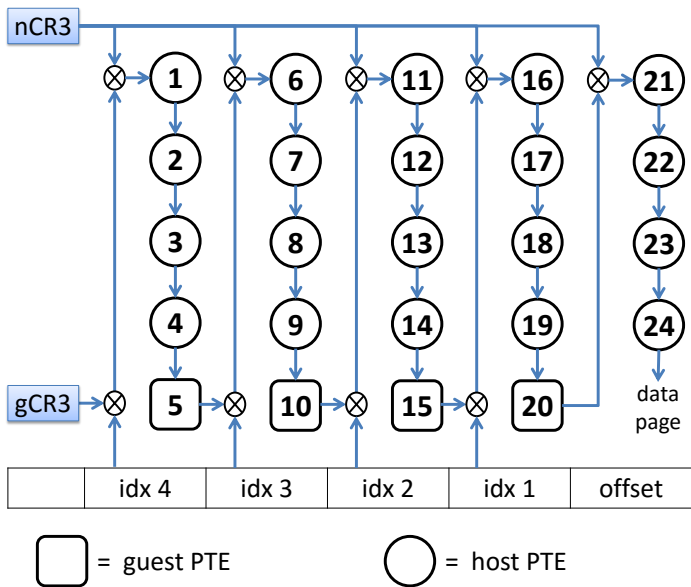 nCR3
1 6 11 16 21
2 7 12 17 22
3 8 13 18 23
4 9 14 19 24
gCR3
5 10 15 20
data
page
idx 4 idx 3 idx 2 idx 1 offset
= guest PTE = host PTE